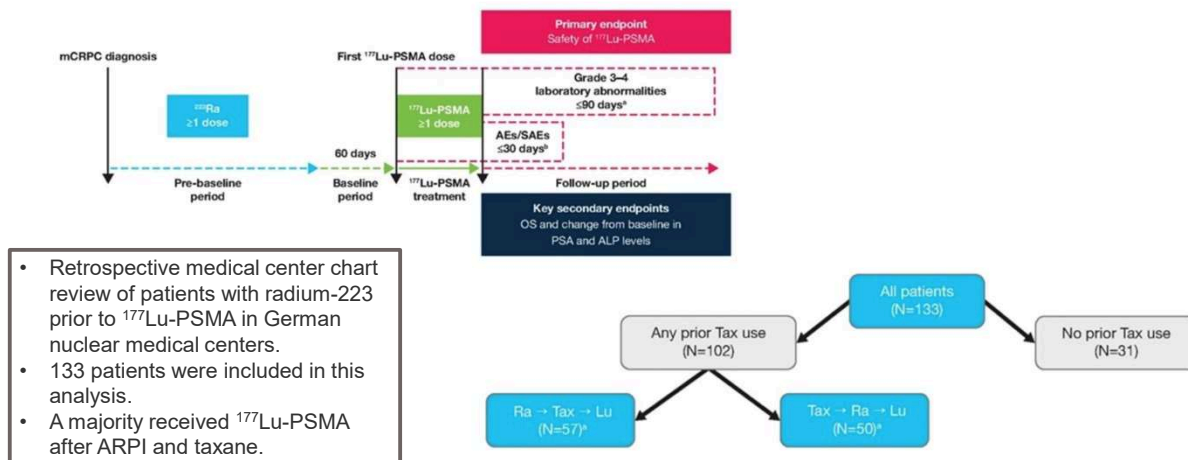 Primary endpoint
Safety of ¹⁷⁷Lu-PSMA
mCRPC diagnosis
First ¹⁷⁷Lu-PSMA dose
Grade 3–4
laboratory abnormalities
≤90 daysᵃ
²²³Ra
≥1 dose
¹⁷⁷Lu-PSMA
≥1 dose
AEs/SAEs
≤30 daysᵇ
60 days
Pre-baseline
period
Baseline
period
¹⁷⁷Lu-PSMA
treatment
Follow-up period
Key secondary endpoints
OS and change from baseline in
PSA and ALP levels
• Retrospective medical center chart
review of patients with radium-223
prior to ¹⁷⁷Lu-PSMA in German
nuclear medical centers.
• 133 patients were included in this
analysis.
• A majority received ¹⁷⁷Lu-PSMA
after ARPI and taxane.
All patients
(N=133)
Any prior Tax use
(N=102)
No prior Tax use
(N=31)
Ra → Tax → Lu
(N=57)ᵃ
Tax → Ra → Lu
(N=50)ᵃ